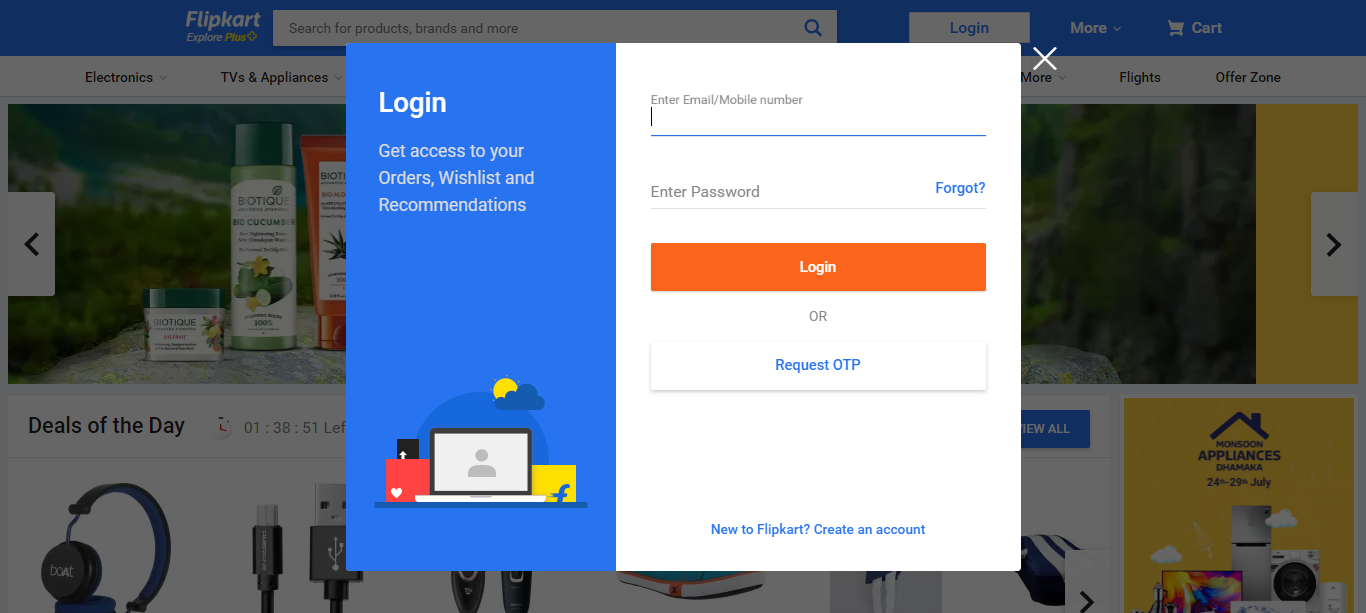 Flipkart
Explore Plus
Search for products, brands and more
Login
More
Cart
Electronics
TVs & Appliances
More
Flights
Offer Zone
Login
Get access to your
Orders, Wishlist and
Recommendations
Enter Email/Mobile number
Enter Password
Forgot?
Login
OR
Request OTP
New to Flipkart? Create an account
BIOTIQUE
BIO CUCUMBER
100%
BIOTIQUE
100%
Deals of the Day
01 : 38 : 51 Lef
VIEW ALL
MONSOON
APPLIANCES
DHAMAKA
24th-29th July
boAt